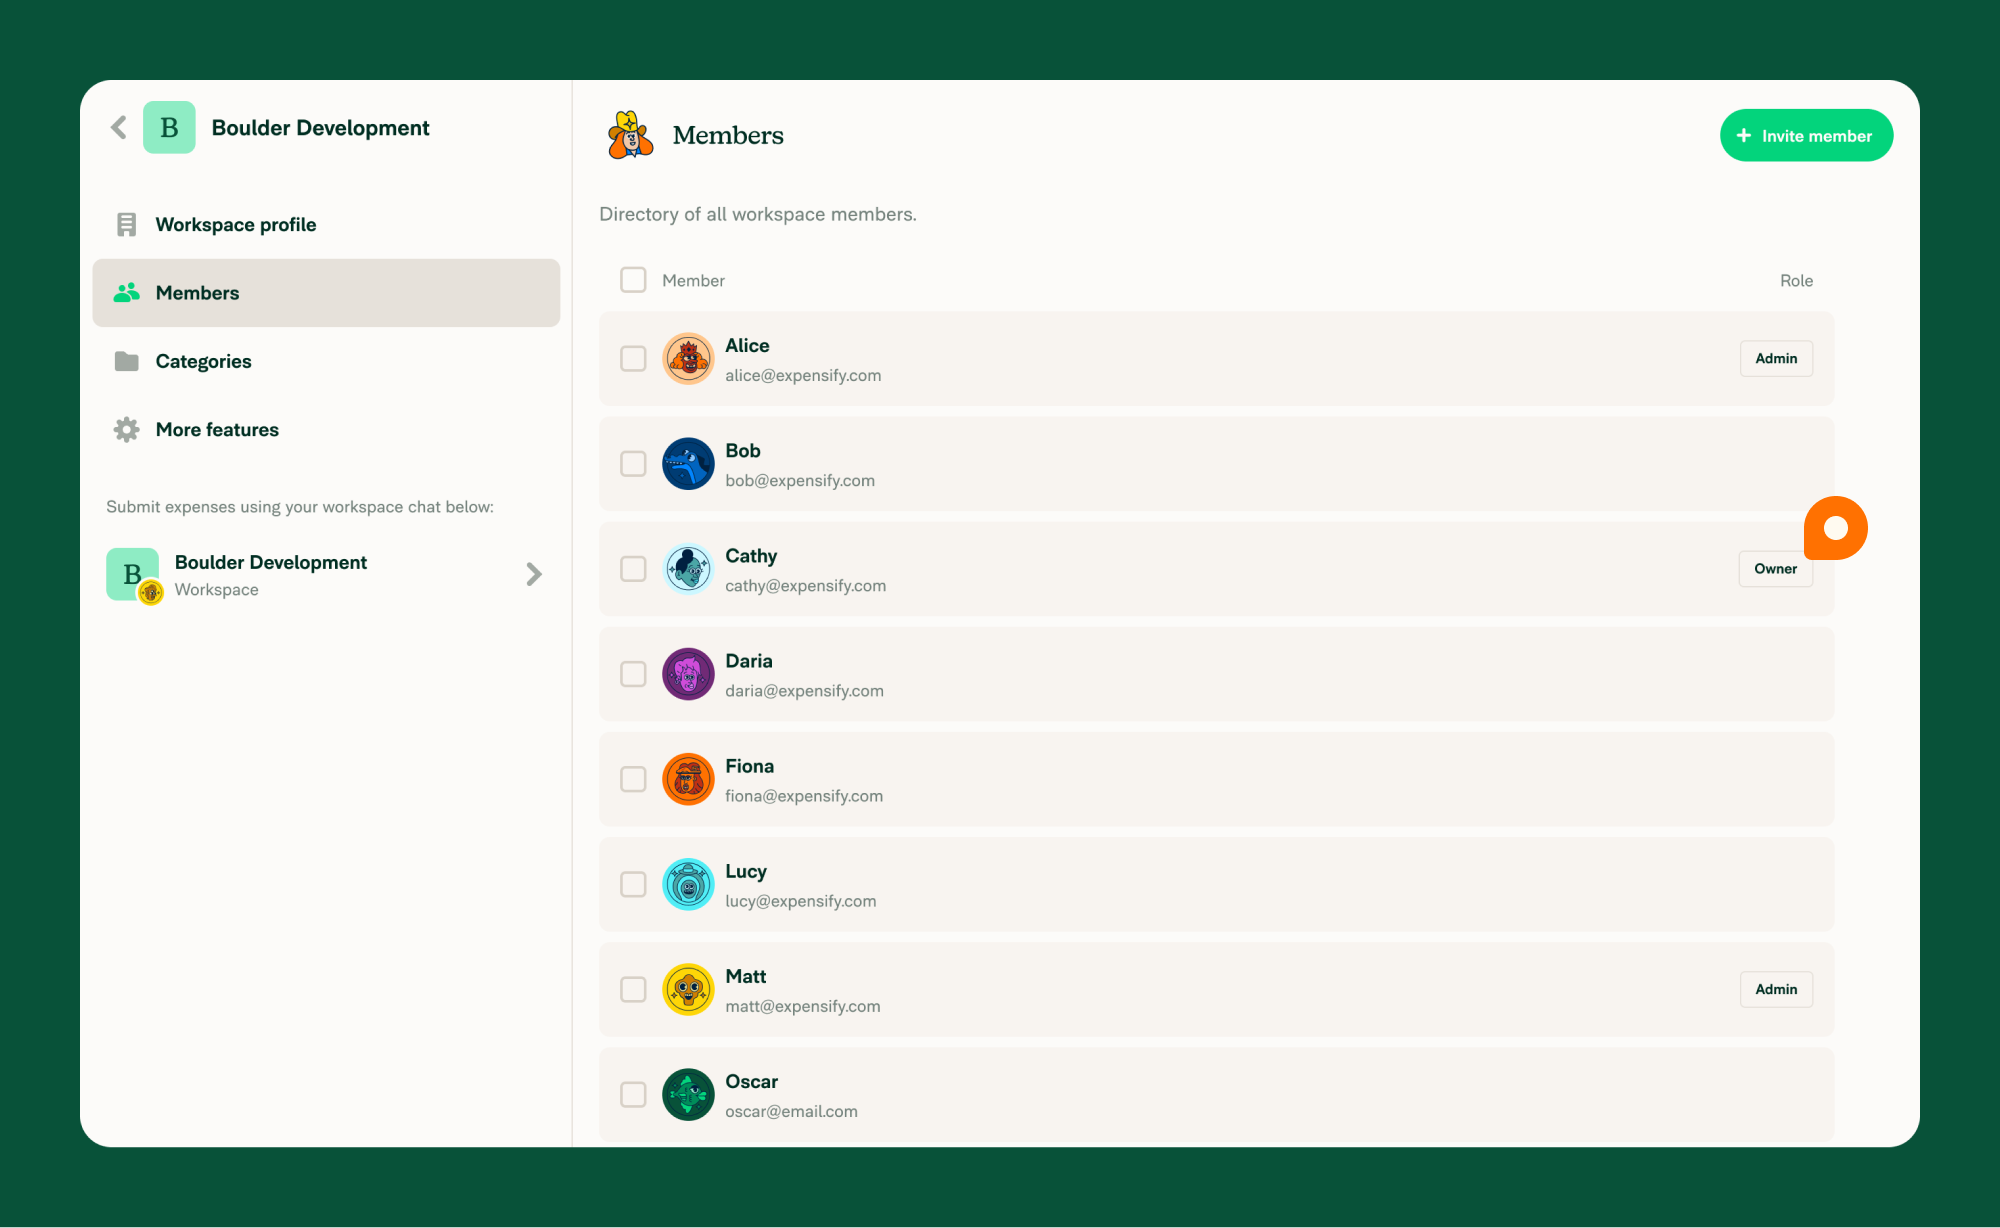 B Boulder Development
Workspace profile
Members
Categories
More features
Submit expenses using your workspace chat below:
B Boulder Development
Workspace
Members
Invite member
Directory of all workspace members.
Member Role
Alice
alice@expensify.com
Admin
Bob
bob@expensify.com
Cathy
cathy@expensify.com
Owner
Daria
daria@expensify.com
Fiona
fiona@expensify.com
Lucy
lucy@expensify.com
Matt
matt@expensify.com
Admin
Oscar
oscar@email.com